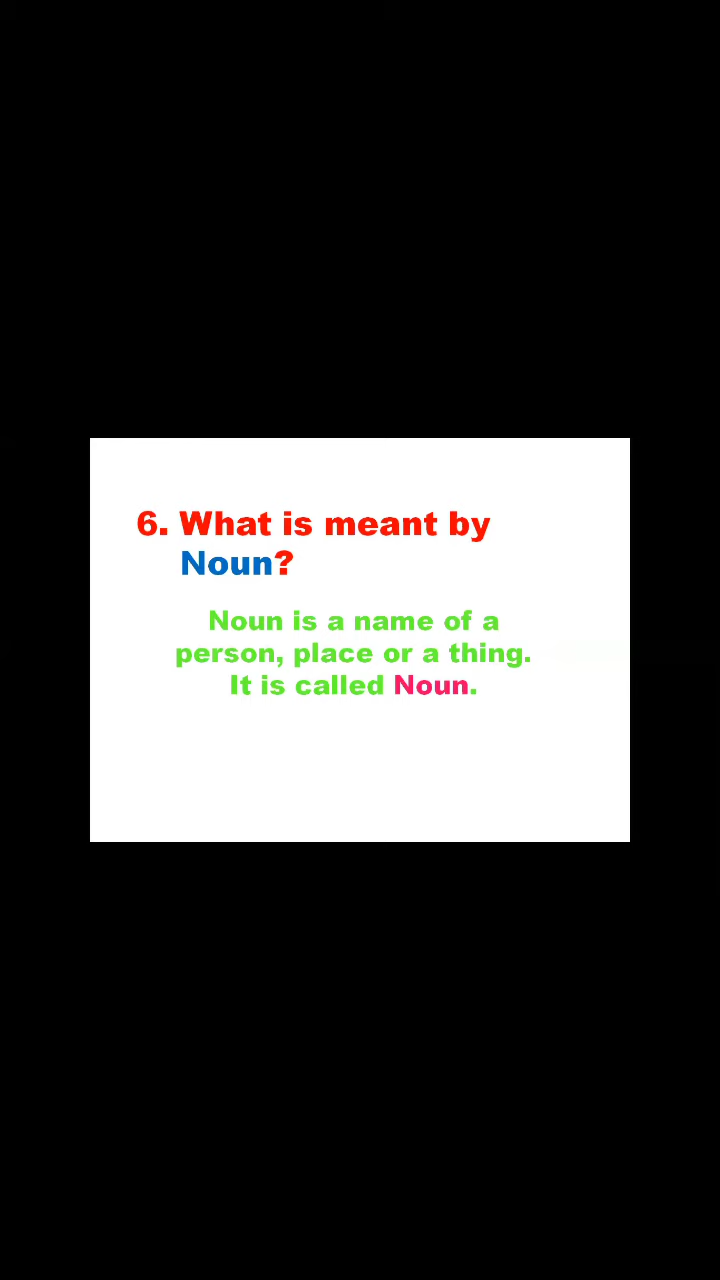 6. What is meant by
Noun?
Noun is a name of a
person, place or a thing.
It is called Noun.